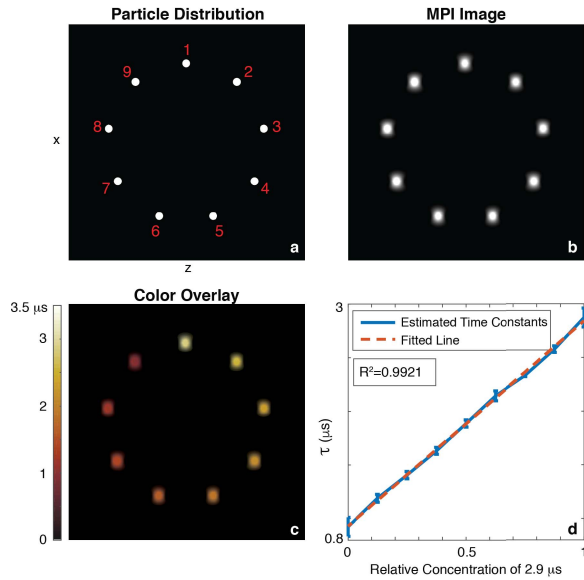 Particle Distribution
1
2
3
4
5
6
7
8
9
x
z
a
MPI Image
b
Color Overlay
3.5 μs
3
2
1
0
c
3
0.8
τ (μs)
Estimated Time Constants
Fitted Line
R²=0.9921
0
0.5
1
Relative Concentration of 2.9 μs
d